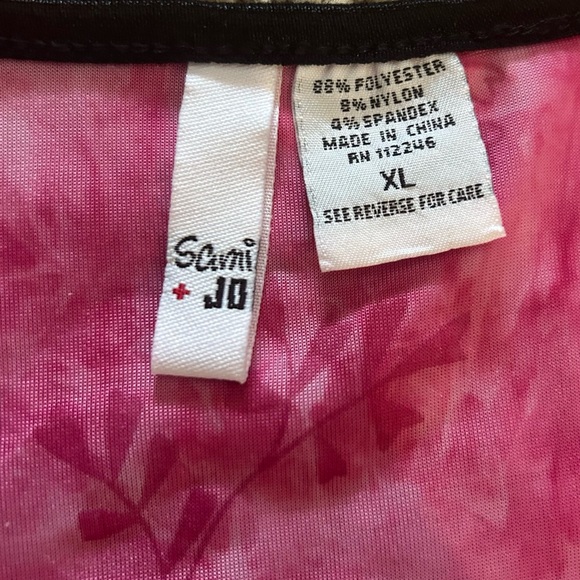 Sami
+ JO
88% POLYESTER
8% NYLON
4% SPANDEX
MADE IN CHINA
RN 112246
XL
SEE REVERSE FOR CARE